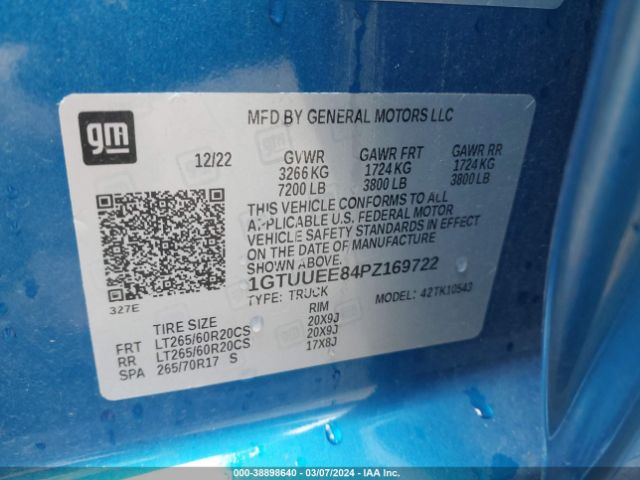 gm
MFD BY GENERAL MOTORS LLC
12/22 GVWR GAWR FRT GAWR RR
3266 KG 1724 KG 1724 KG
7200 LB 3800 LB 3800 LB
THIS VEHICLE CONFORMS TO ALL
APPLICABLE U.S. FEDERAL MOTOR
VEHICLE SAFETY STANDARDS IN EFFECT
ON THE DATE OF MANUFACTURE
SHOWN ABOVE.
1GTUUEE84PZ169722
327E TYPE: TRUCK MODEL: 42TK10543
TIRE SIZE RIM
FRT LT265/60R20CS 20X9J
RR LT265/60R20CS 20X9J
SPA 265/70R17 S 17X8J
000-38898640 - 03/07/2024 - IAA Inc.